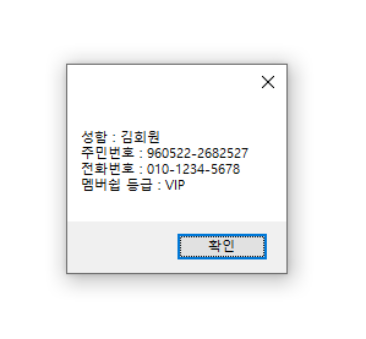 성함 : 김회원
주민번호 : 960522-2682527
전화번호 : 010-1234-5678
멤버쉽 등급 : VIP
확인